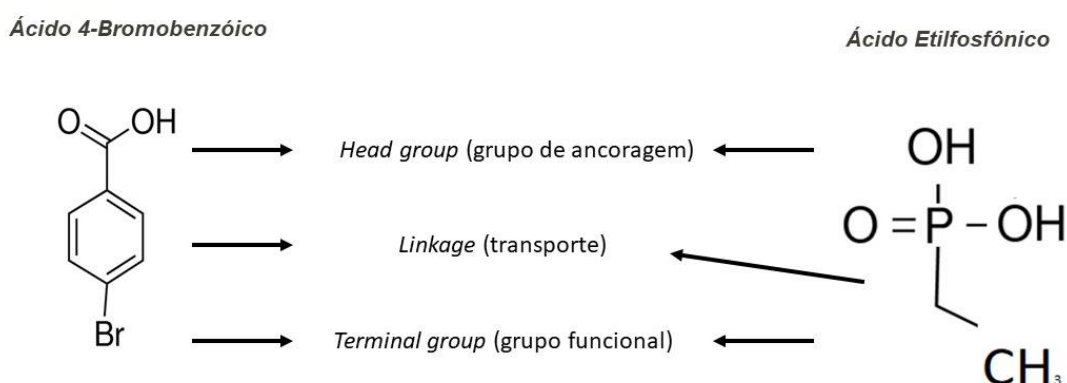 Ácido 4-Bromobenzóico
Ácido Etilfosfônico
O
OH
Head group (grupo de ancoragem)
OH
O=P-OH
Linkage (transporte)
Br
Terminal group (grupo funcional)
CH₃